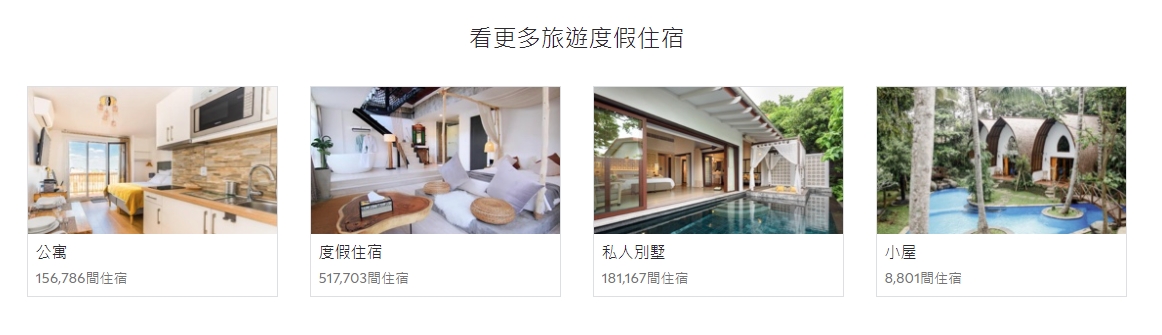 看更多旅遊度假住宿
公寓
156,786間住宿
度假住宿
517,703間住宿
私人別墅
181,167間住宿
小屋
8,801間住宿